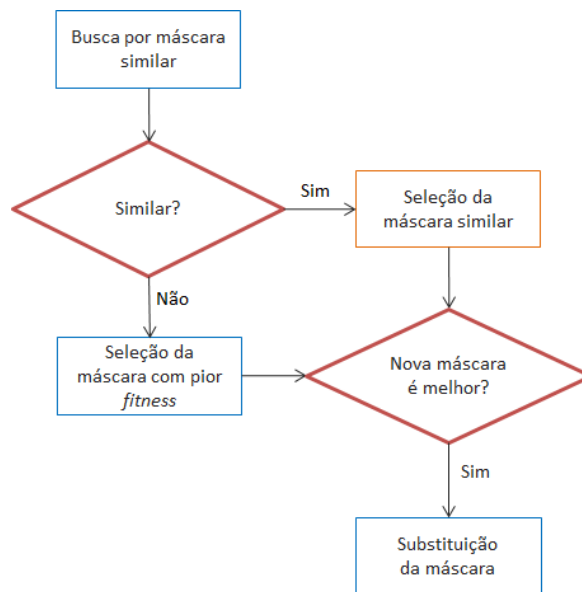 Busca por máscara
similar
Similar?
Sim
Seleção da
máscara similar
Não
Seleção da
máscara com pior
fitness
Nova máscara
é melhor?
Sim
Substituição
da máscara